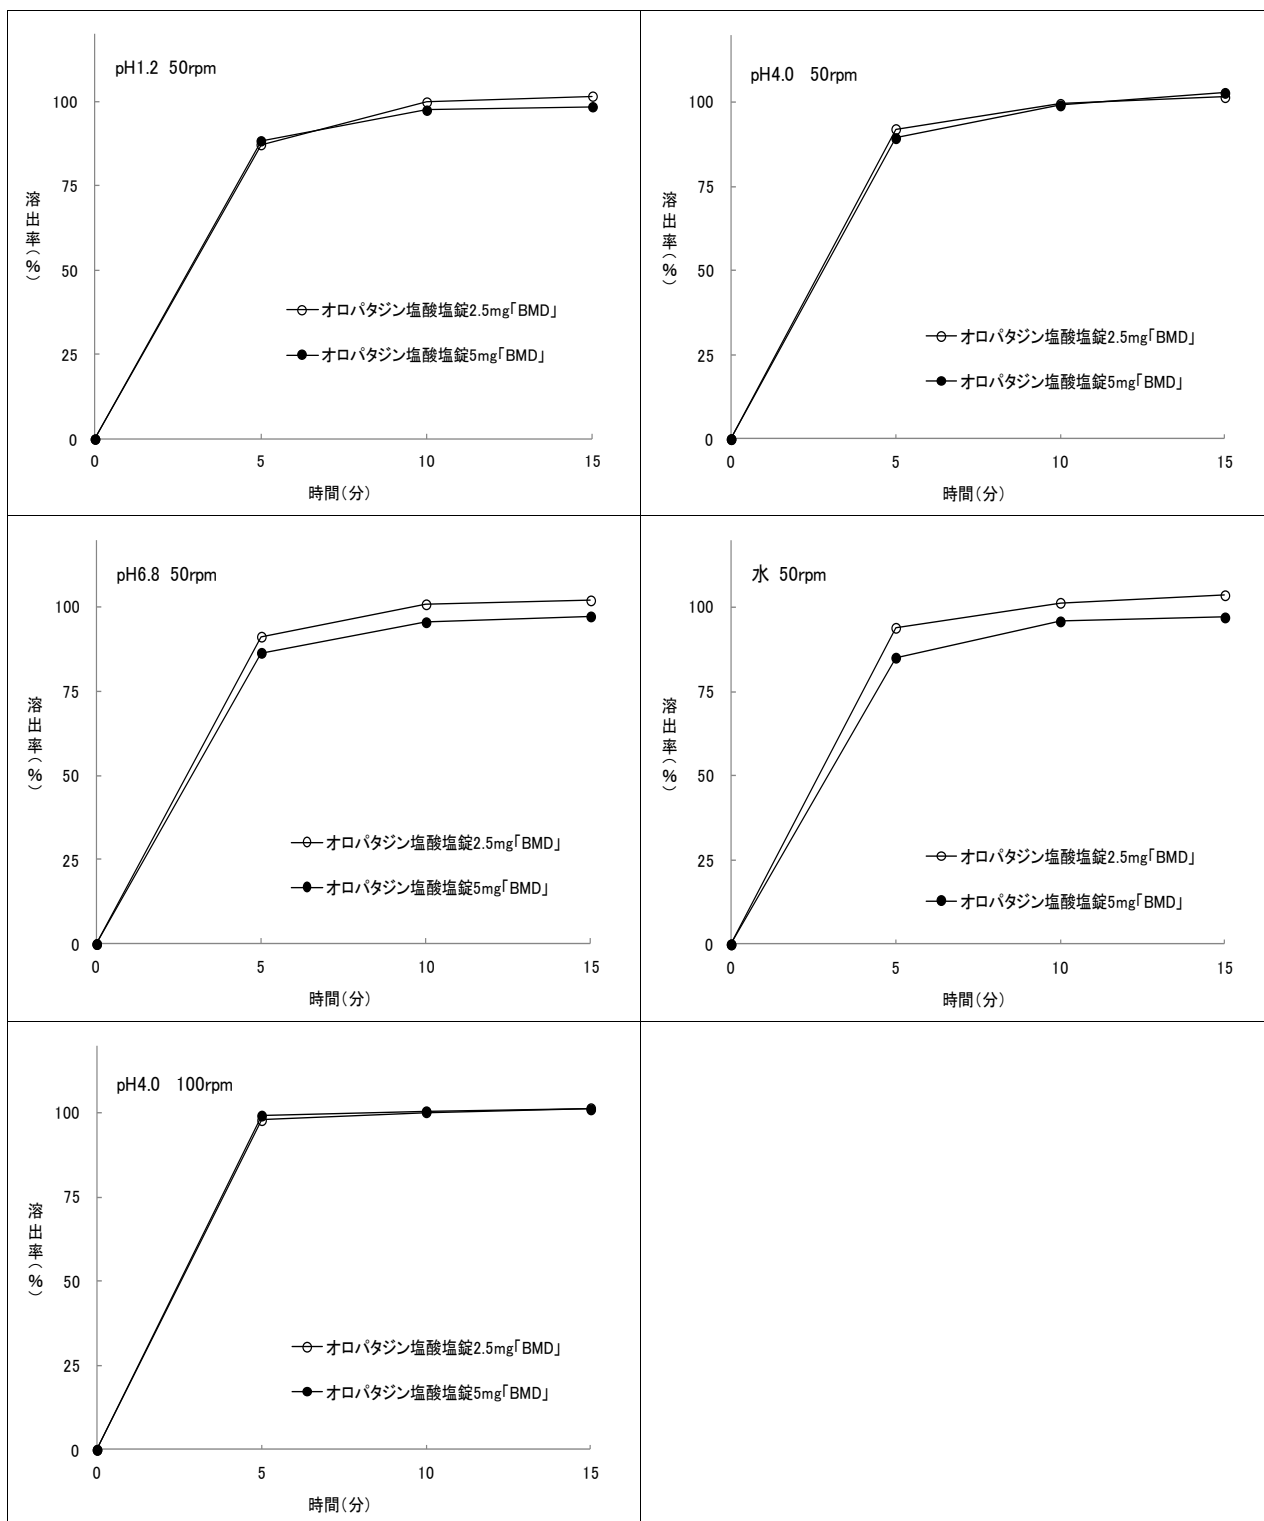 pH1.2 50rpm
100
75
50
25
0
溶出率(%)
オロパタジン塩酸塩錠2.5mg「BMD」
オロパタジン塩酸塩錠5mg「BMD」
0 5 10 15
時間(分)
pH4.0 50rpm
100
75
50
25
0
溶出率(%)
オロパタジン塩酸塩錠2.5mg「BMD」
オロパタジン塩酸塩錠5mg「BMD」
0 5 10 15
時間(分)
pH6.8 50rpm
100
75
50
25
0
溶出率(%)
オロパタジン塩酸塩錠2.5mg「BMD」
オロパタジン塩酸塩錠5mg「BMD」
0 5 10 15
時間(分)
水 50rpm
100
75
50
25
0
溶出率(%)
オロパタジン塩酸塩錠2.5mg「BMD」
オロパタジン塩酸塩錠5mg「BMD」
0 5 10 15
時間(分)
pH4.0 100rpm
100
75
50
25
0
溶出率(%)
オロパタジン塩酸塩錠2.5mg「BMD」
オロパタジン塩酸塩錠5mg「BMD」
0 5 10 15
時間(分)